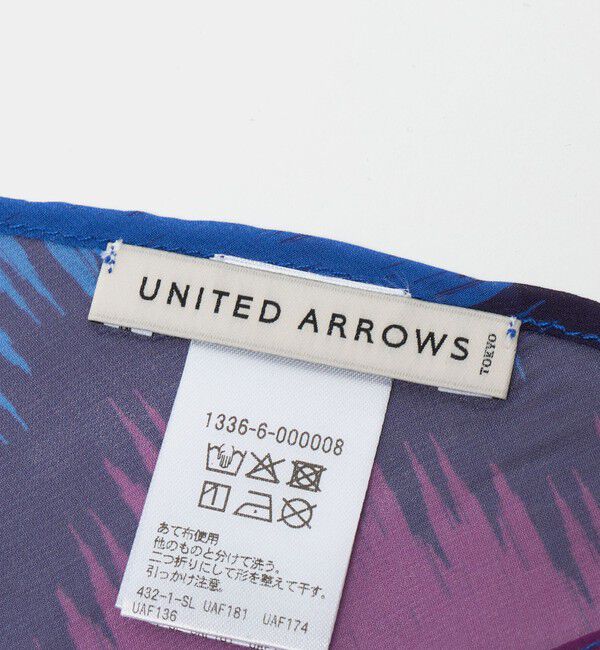 UNITED ARROWS
TOKYO
1336-6-000008
あて布使用
他のものと分けて洗う。
二つ折りにして形を整えて干す。
引っかけ注意。
432-1-SL UAF181 UAF174
UAF136